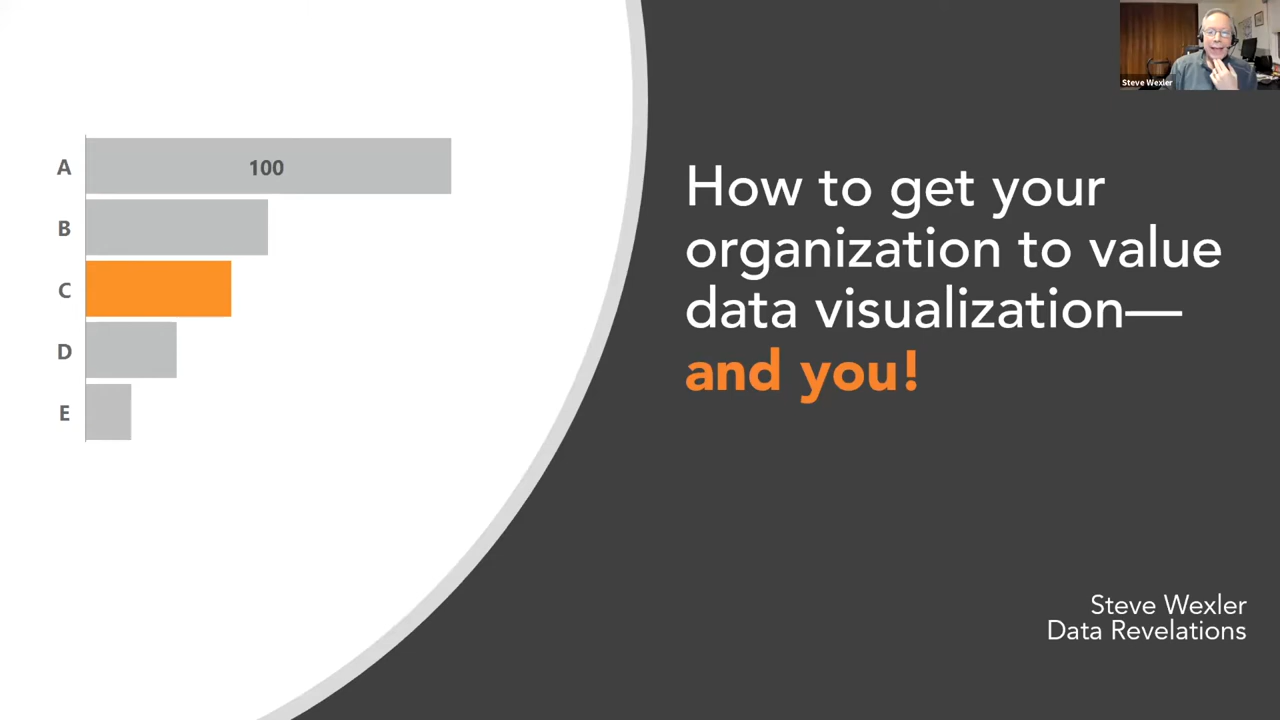 A
100
B
C
D
E
How to get your
organization to value
data visualization—
and you!
Steve Wexler
Data Revelations
Steve Wexler